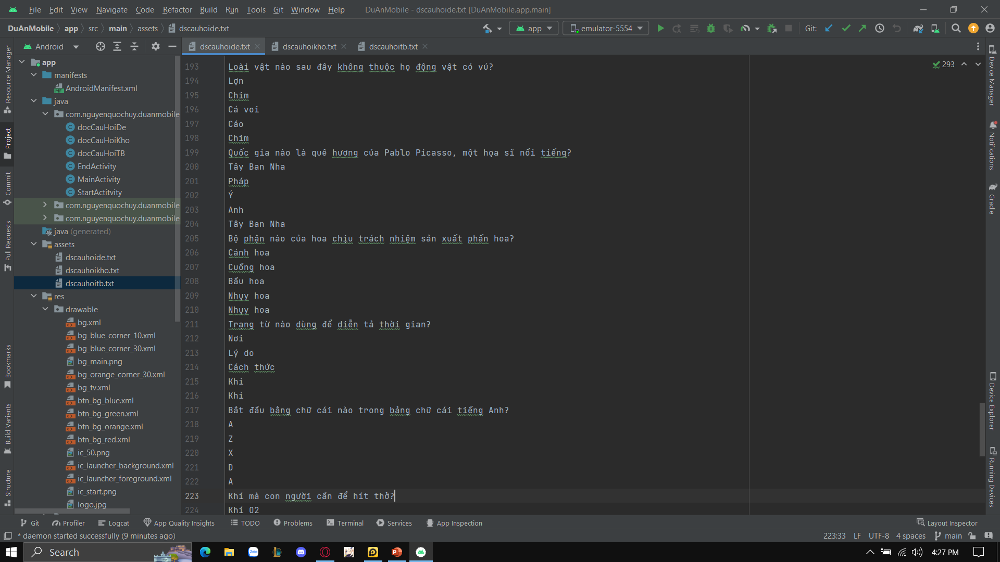 File Edit View Navigate Code Refactor Build Run Tools Git Window Help DuAnMobile - dscauhoide.txt [DuAnMobile.app.main]
DuAnMobile app src main assets dscauhoide.txt app emulator-5554 Git:
Android dscauhoide.txt dscauhoikho.txt dscauhoitb.txt
Resource Manager
Project
Commit
Pull Requests
Bookmarks
Build Variants
Structure
app
manifests
AndroidManifest.xml
java
com.nguyenquochuy.duanmobile
docCauHoiDe
docCauHoiKho
docCauHoiTB
EndActivity
MainActivity
StartActitvity
com.nguyenquochuy.duanmobile
com.nguyenquochuy.duanmobile
java (generated)
assets
dscauhoide.txt
dscauhoikho.txt
dscauhoitb.txt
res
drawable
bg.xml
bg_blue_corner_10.xml
bg_blue_corner_30.xml
bg_main.png
bg_orange_corner_30.xml
bg_tv.xml
btn_bg_blue.xml
btn_bg_green.xml
btn_bg_orange.xml
btn_bg_red.xml
ic_50.png
ic_launcher_background.xml
ic_launcher_foreground.xml
ic_start.png
logo.jpg
293
193 Loài vật nào sau đây không thuộc họ động vật có vú?
194 Lợn
195 Chim
196 Cá voi
197 Cáo
198 Chim
199 Quốc gia nào là quê hương của Pablo Picasso, một họa sĩ nổi tiếng?
200 Tây Ban Nha
201 Pháp
202 Ý
203 Anh
204 Tây Ban Nha
205 Bộ phận nào của hoa chịu trách nhiệm sản xuất phấn hoa?
206 Cánh hoa
207 Cuống hoa
208 Bầu hoa
209 Nhụy hoa
210 Nhụy hoa
211 Trạng từ nào dùng để diễn tả thời gian?
212 Nơi
213 Lý do
214 Cách thức
215 Khi
216 Khi
217 Bắt đầu bằng chữ cái nào trong bảng chữ cái tiếng Anh?
218 A
219 Z
220 X
221 D
222 A
223 Khí mà con người cần để hít thở?
224 Khí O2
Device Manager
Notifications
Gradle
Device Explorer
Running Devices
Git Profiler Logcat App Quality Insights TODO Problems Terminal Services App Inspection Layout Inspector
* daemon started successfully (9 minutes ago) 223:33 LF UTF-8 4 spaces main
Search 4:27 PM